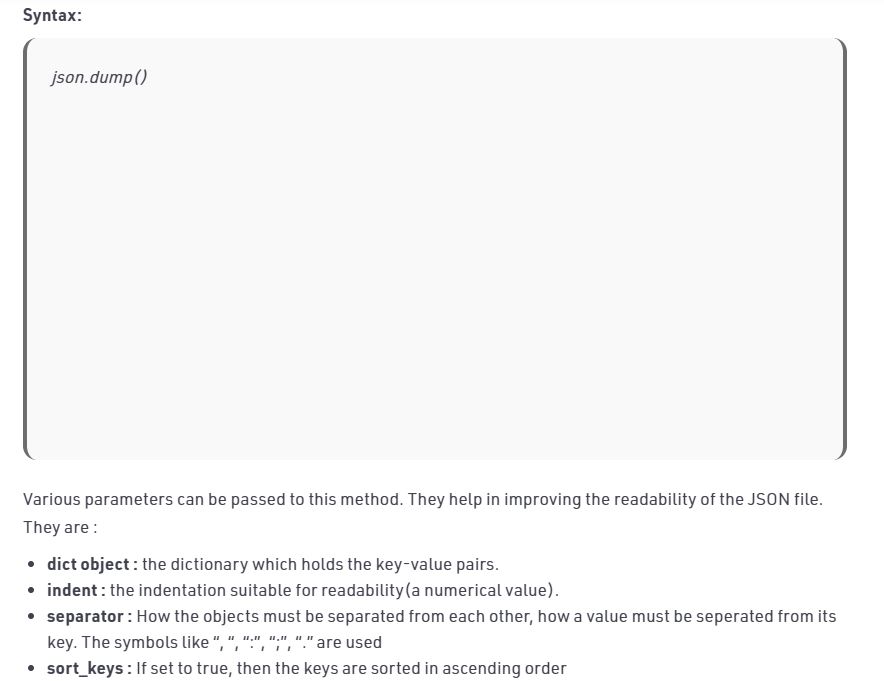 Syntax:
json.dump()
Various parameters can be passed to this method. They help in improving the readability of the JSON file.
They are :
• dict object : the dictionary which holds the key-value pairs.
• indent : the indentation suitable for readability(a numerical value).
• separator : How the objects must be separated from each other, how a value must be seperated from its
key. The symbols like “, “, “:”, “;”, “.” are used
• sort_keys : If set to true, then the keys are sorted in ascending order